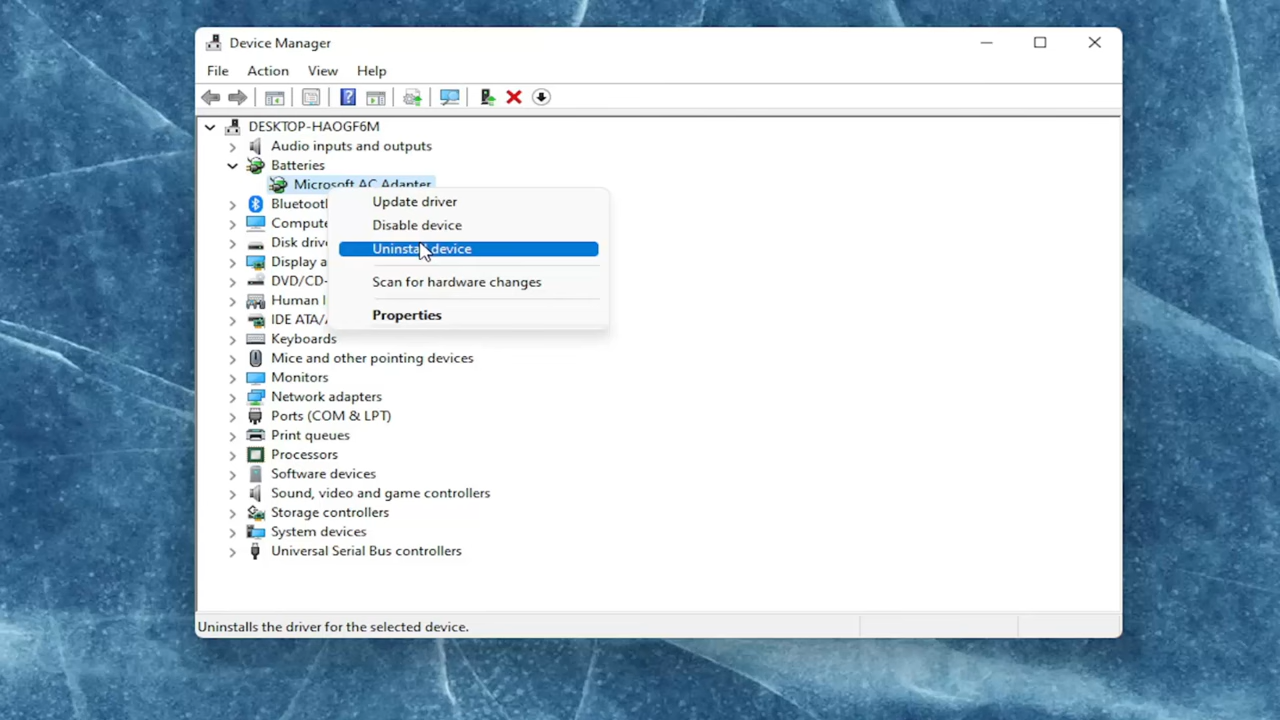 Device Manager
File Action View Help
DESKTOP-HAOGF6M
Audio inputs and outputs
Batteries
Microsoft AC Adapter
Update driver
Bluetoot
Disable device
Compute
Uninstall device
Disk driv
Display a
Scan for hardware changes
DVD/CD-
Human I
Properties
IDE ATA/
Keyboards
Mice and other pointing devices
Monitors
Network adapters
Ports (COM & LPT)
Print queues
Processors
Software devices
Sound, video and game controllers
Storage controllers
System devices
Universal Serial Bus controllers
Uninstalls the driver for the selected device.